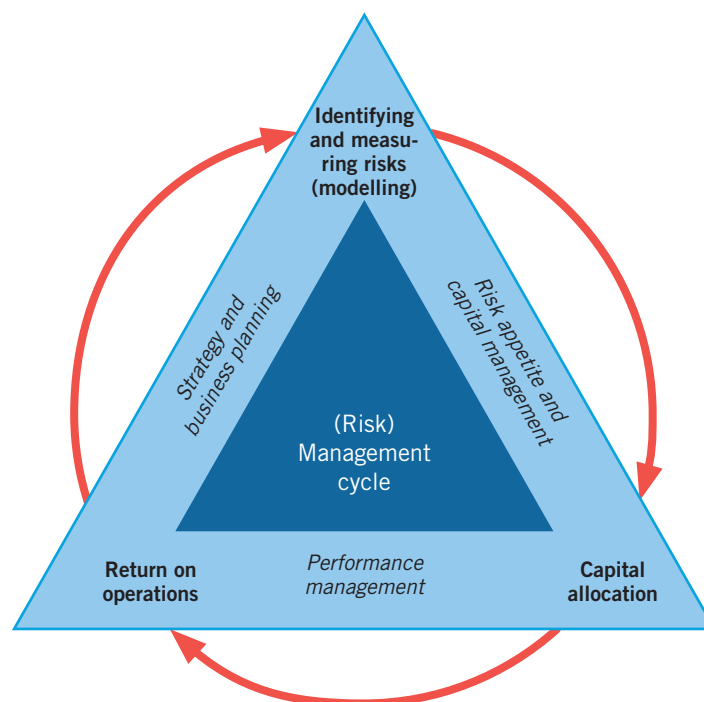 Identifying
and measu-
ring risks
(modelling)
Strategy and
business planning
Risk appetite and
capital management
(Risk)
Management
cycle
Return on
operations
Performance
management
Capital
allocation